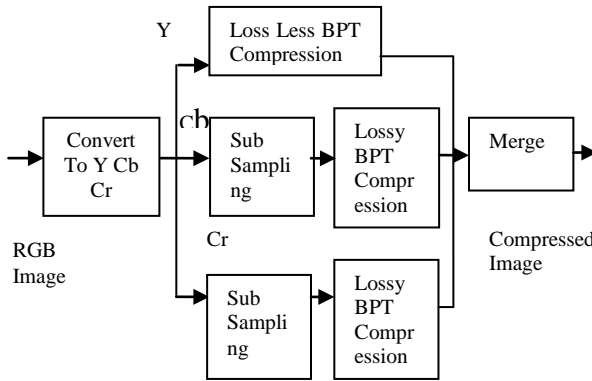 Y
Loss Less BPT
Compression
Convert
To Y Cb
Cr
Cb
Sub
Sampli
ng
Lossy
BPT
Compr
ession
Merge
RGB
Image
Cr
Compressed
Image
Sub
Sampli
ng
Lossy
BPT
Compr
ession